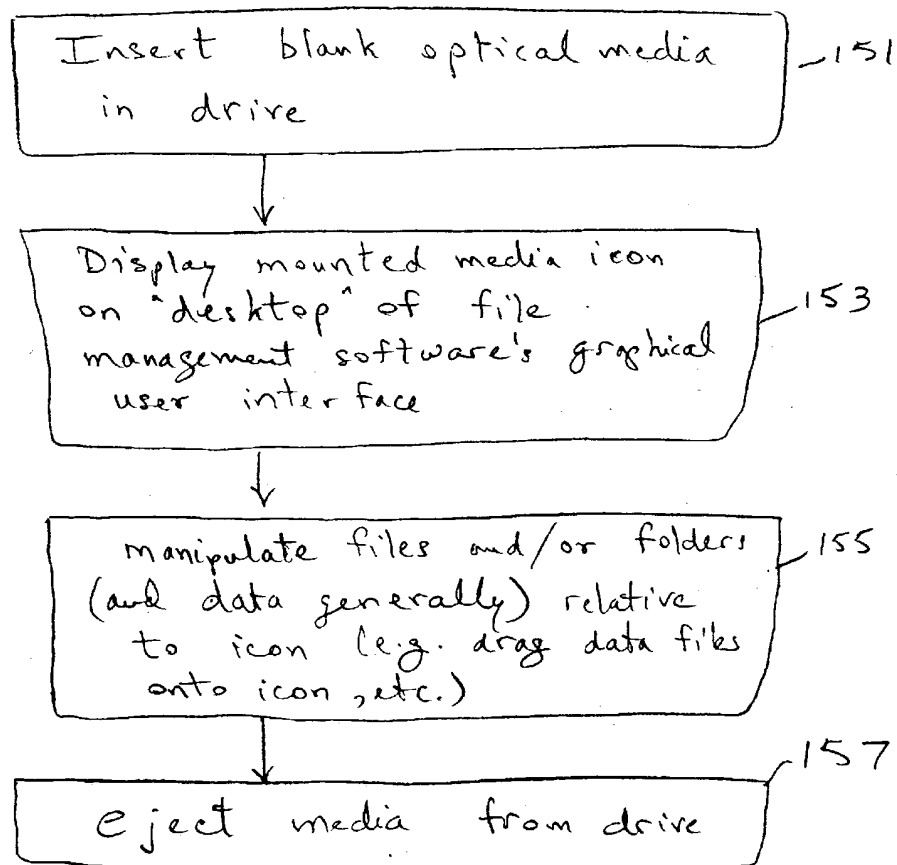 Insert blank optical media
in drive
151
Display mounted media icon
on "desktop" of file
management software's graphical
user interface
153
manipulate files and/or folders
(and data generally) relative
to icon (e.g. drag data files
onto icon, etc.)
155
eject media from drive
157